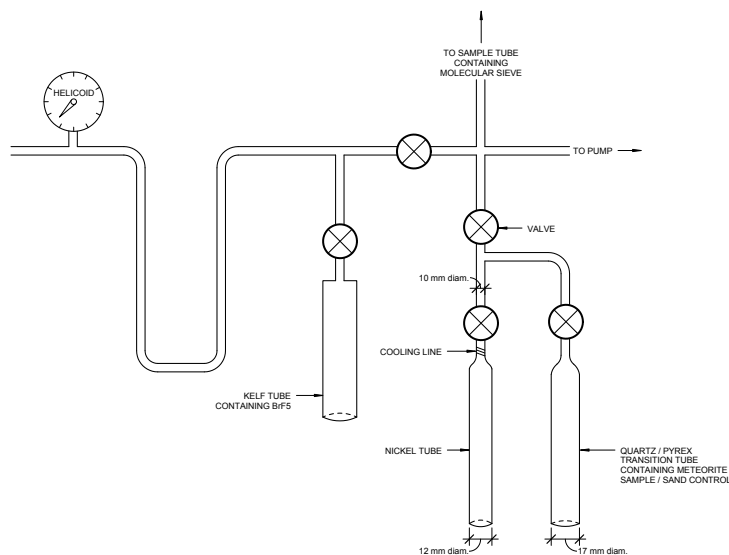 TO SAMPLE TUBE
CONTAINING
MOLECULAR SIEVE
HELICOID
TO PUMP
VALVE
10 mm diam.
COOLING LINE
KELF TUBE
CONTAINING BrF5
NICKEL TUBE
QUARTZ / PYREX
TRANSITION TUBE
CONTAINING METEORITE
SAMPLE / SAND CONTROL
12 mm diam.
17 mm diam.